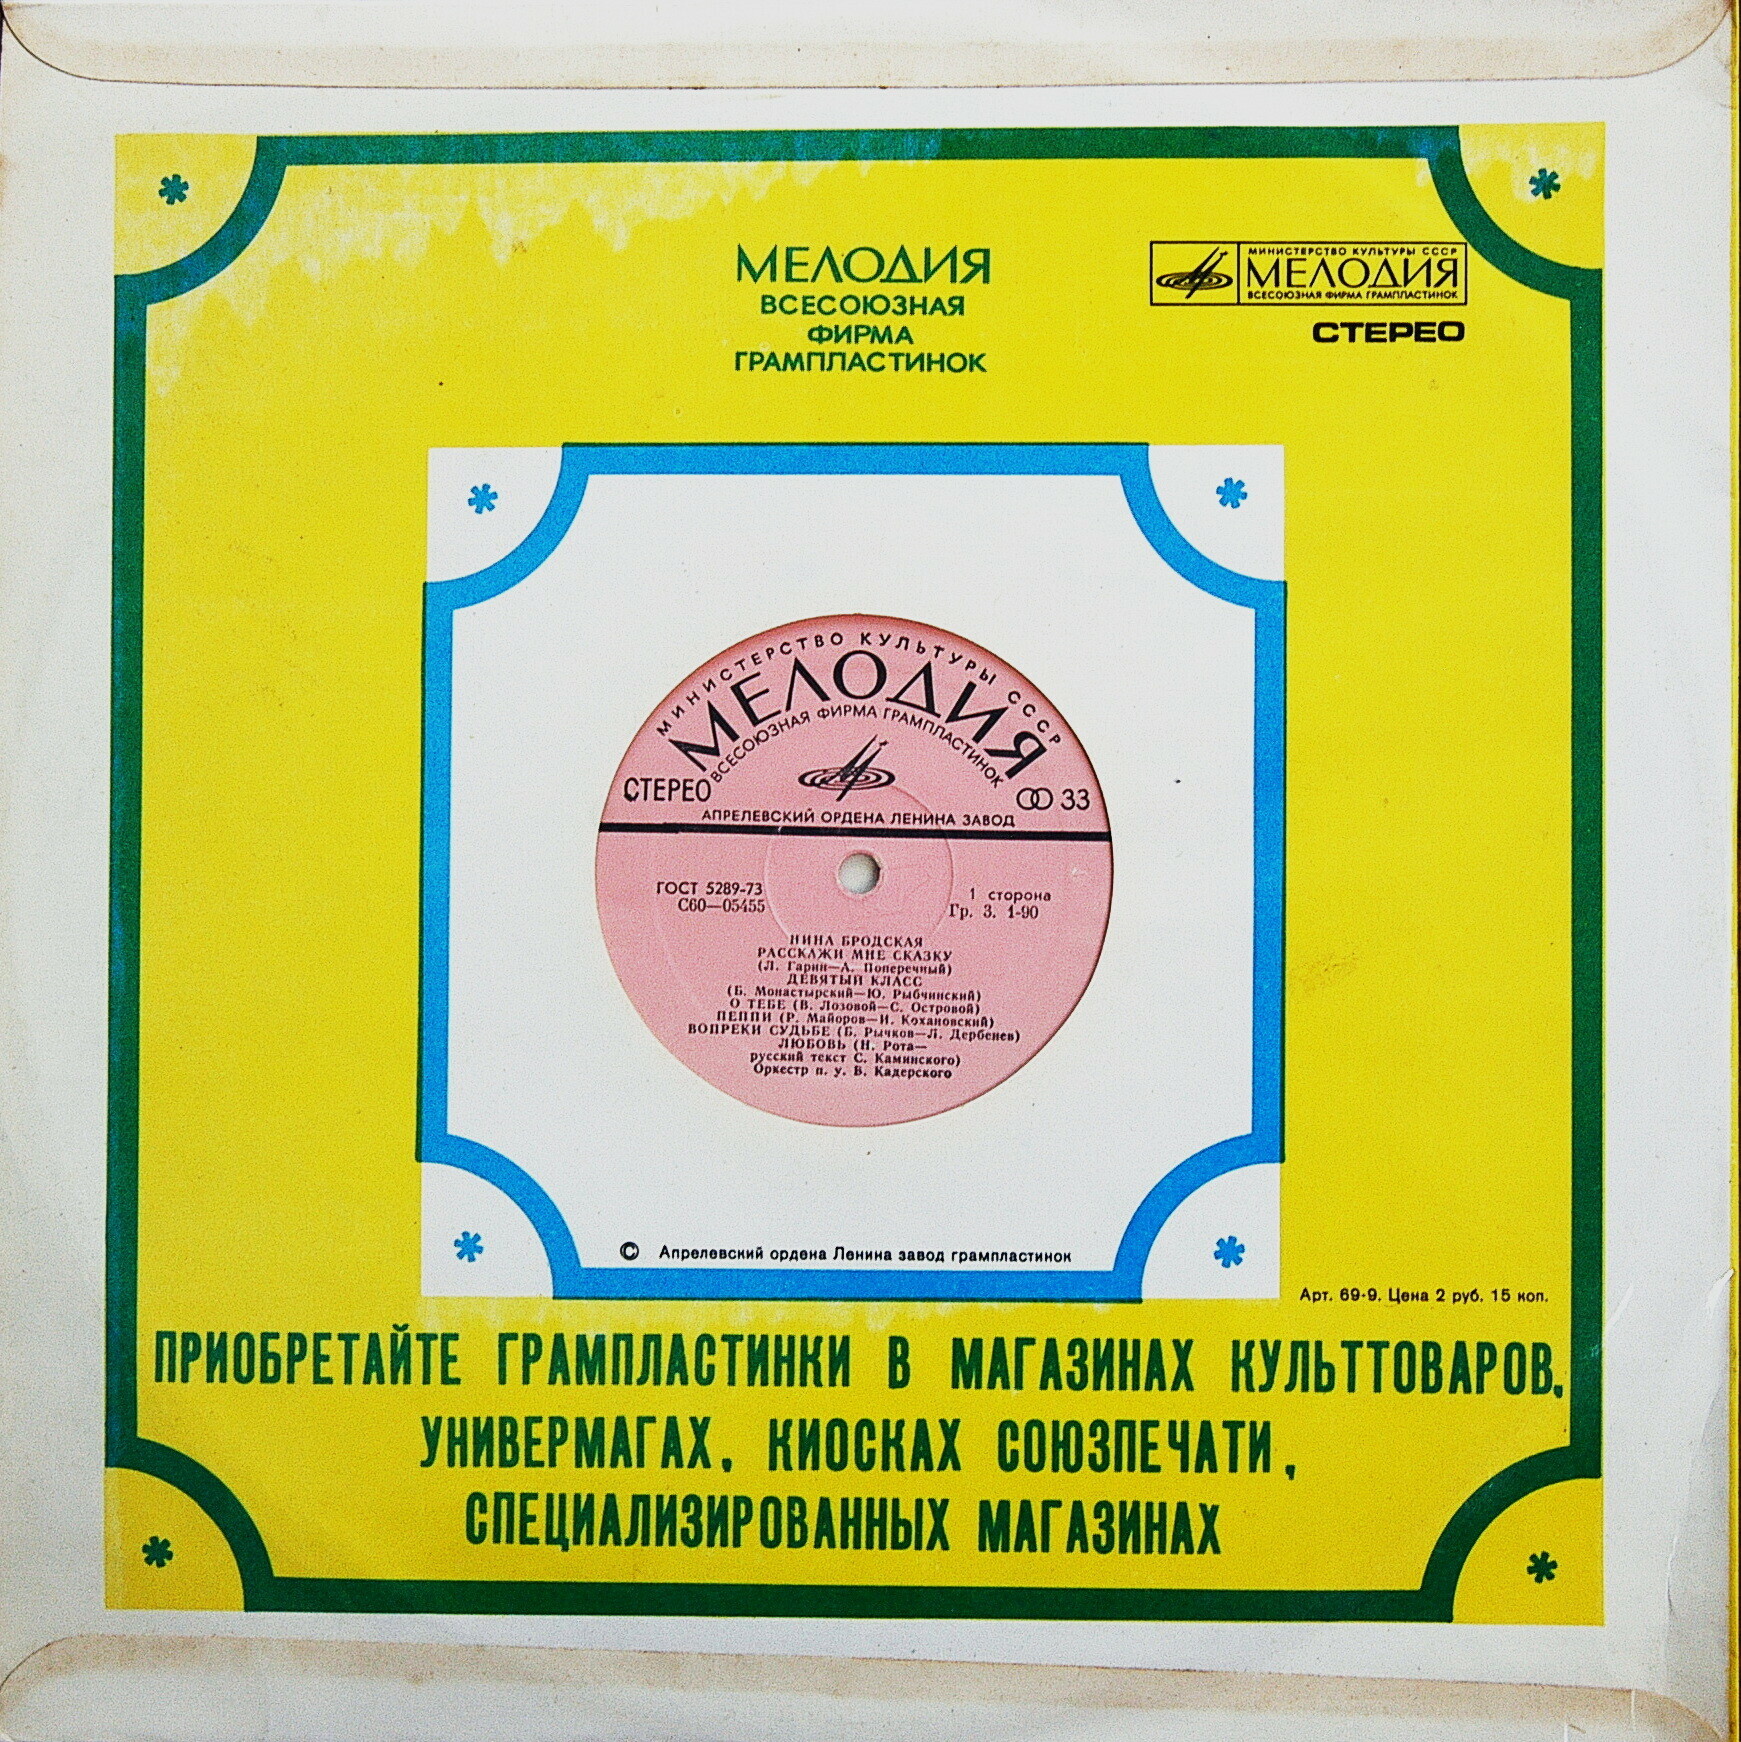 МЕЛОДИЯ
ВСЕСОЮЗНАЯ
ФИРМА
ГРАМПЛАСТИНОК
МИНИСТЕРСТВО КУЛЬТУРЫ СССР
МЕЛОДИЯ
ВСЕСОЮЗНАЯ ФИРМА ГРАМПЛАСТИНОК
СТЕРЕО
МИНИСТЕРСТВО КУЛЬТУРЫ СССР
МЕЛОДИЯ
ВСЕСОЮЗНАЯ ФИРМА ГРАМПЛАСТИНОК
СТЕРЕО
33
АПРЕЛЕВСКИЙ ОРДЕНА ЛЕНИНА ЗАВОД
ГОСТ 5289-73
С60—05455
1 сторона
Гр. 3. 1-90
НИНА БРОДСКАЯ
РАССКАЖИ МНЕ СКАЗКУ
(Л. Гарин—А. Поперечный)
ДЕВЯТЫЙ КЛАСС
(Б. Монастырский—Ю. Рыбчинский)
О ТЕБЕ (В. Лозовой—С. Островой)
ПЕППИ (Р. Майоров—И. Кохановский)
ВОПРЕКИ СУДЬБЕ (Б. Рычков—Л. Дербенев)
ЛЮБОВЬ (Н. Рота—
русский текст С. Каминского)
Оркестр п. у. В. Кадерского
© Апрелевский ордена Ленина завод грампластинок
Арт. 69-9. Цена 2 руб. 15 коп.
ПРИОБРЕТАЙТЕ ГРАМПЛАСТИНКИ В МАГАЗИНАХ КУЛЬТТОВАРОВ,
УНИВЕРМАГАХ, КИОСКАХ СОЮЗПЕЧАТИ,
СПЕЦИАЛИЗИРОВАННЫХ МАГАЗИНАХ